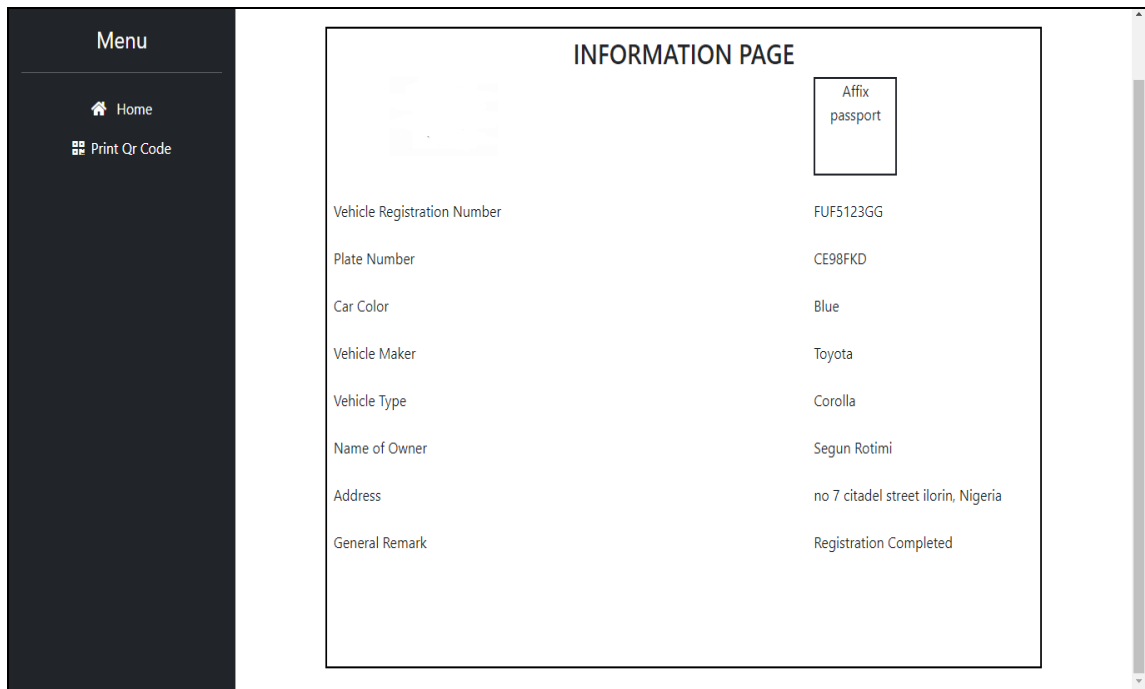 Menu
Home
Print Qr Code
INFORMATION PAGE
Affix
passport
Vehicle Registration Number FUF5123GG
Plate Number CE98FKD
Car Color Blue
Vehicle Maker Toyota
Vehicle Type Corolla
Name of Owner Segun Rotimi
Address no 7 citadel street ilorin, Nigeria
General Remark Registration Completed